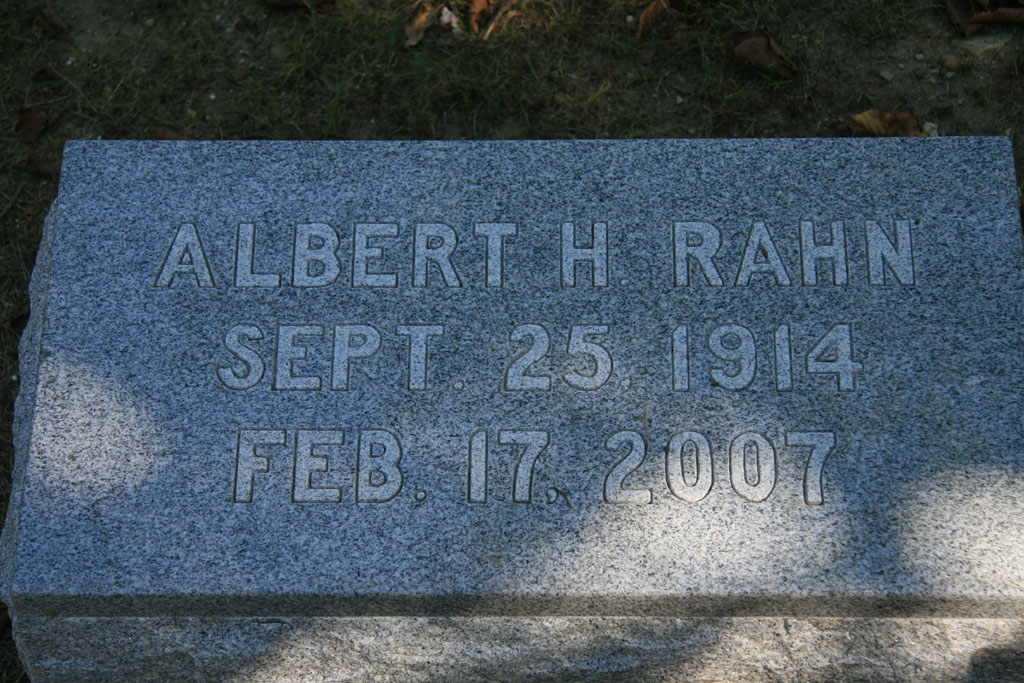 ALBERT H. RAHN
SEPT. 25, 1914
FEB. 17, 2007